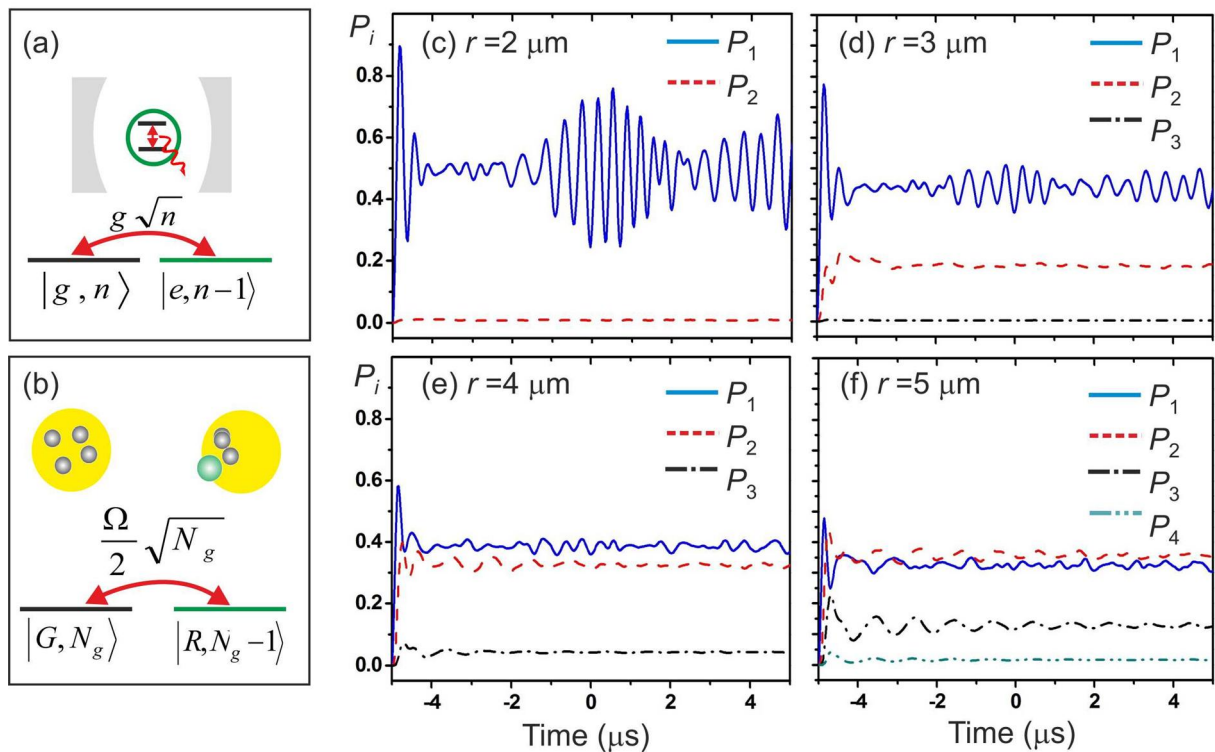 (a)
g √n
|g , n⟩ |e, n−1⟩
(b)
Ω/2 √N_g
|G, N_g⟩ |R, N_g −1⟩
P_i
(c) r =2 μm
P_1
P_2
0.8
0.6
0.4
0.2
0.0
(d) r =3 μm
P_1
P_2
P_3
P_i
(e) r =4 μm
P_1
P_2
P_3
0.8
0.6
0.4
0.2
0.0
-4 -2 0 2 4
Time (μs)
(f) r =5 μm
P_1
P_2
P_3
P_4
-4 -2 0 2 4
Time (μs)